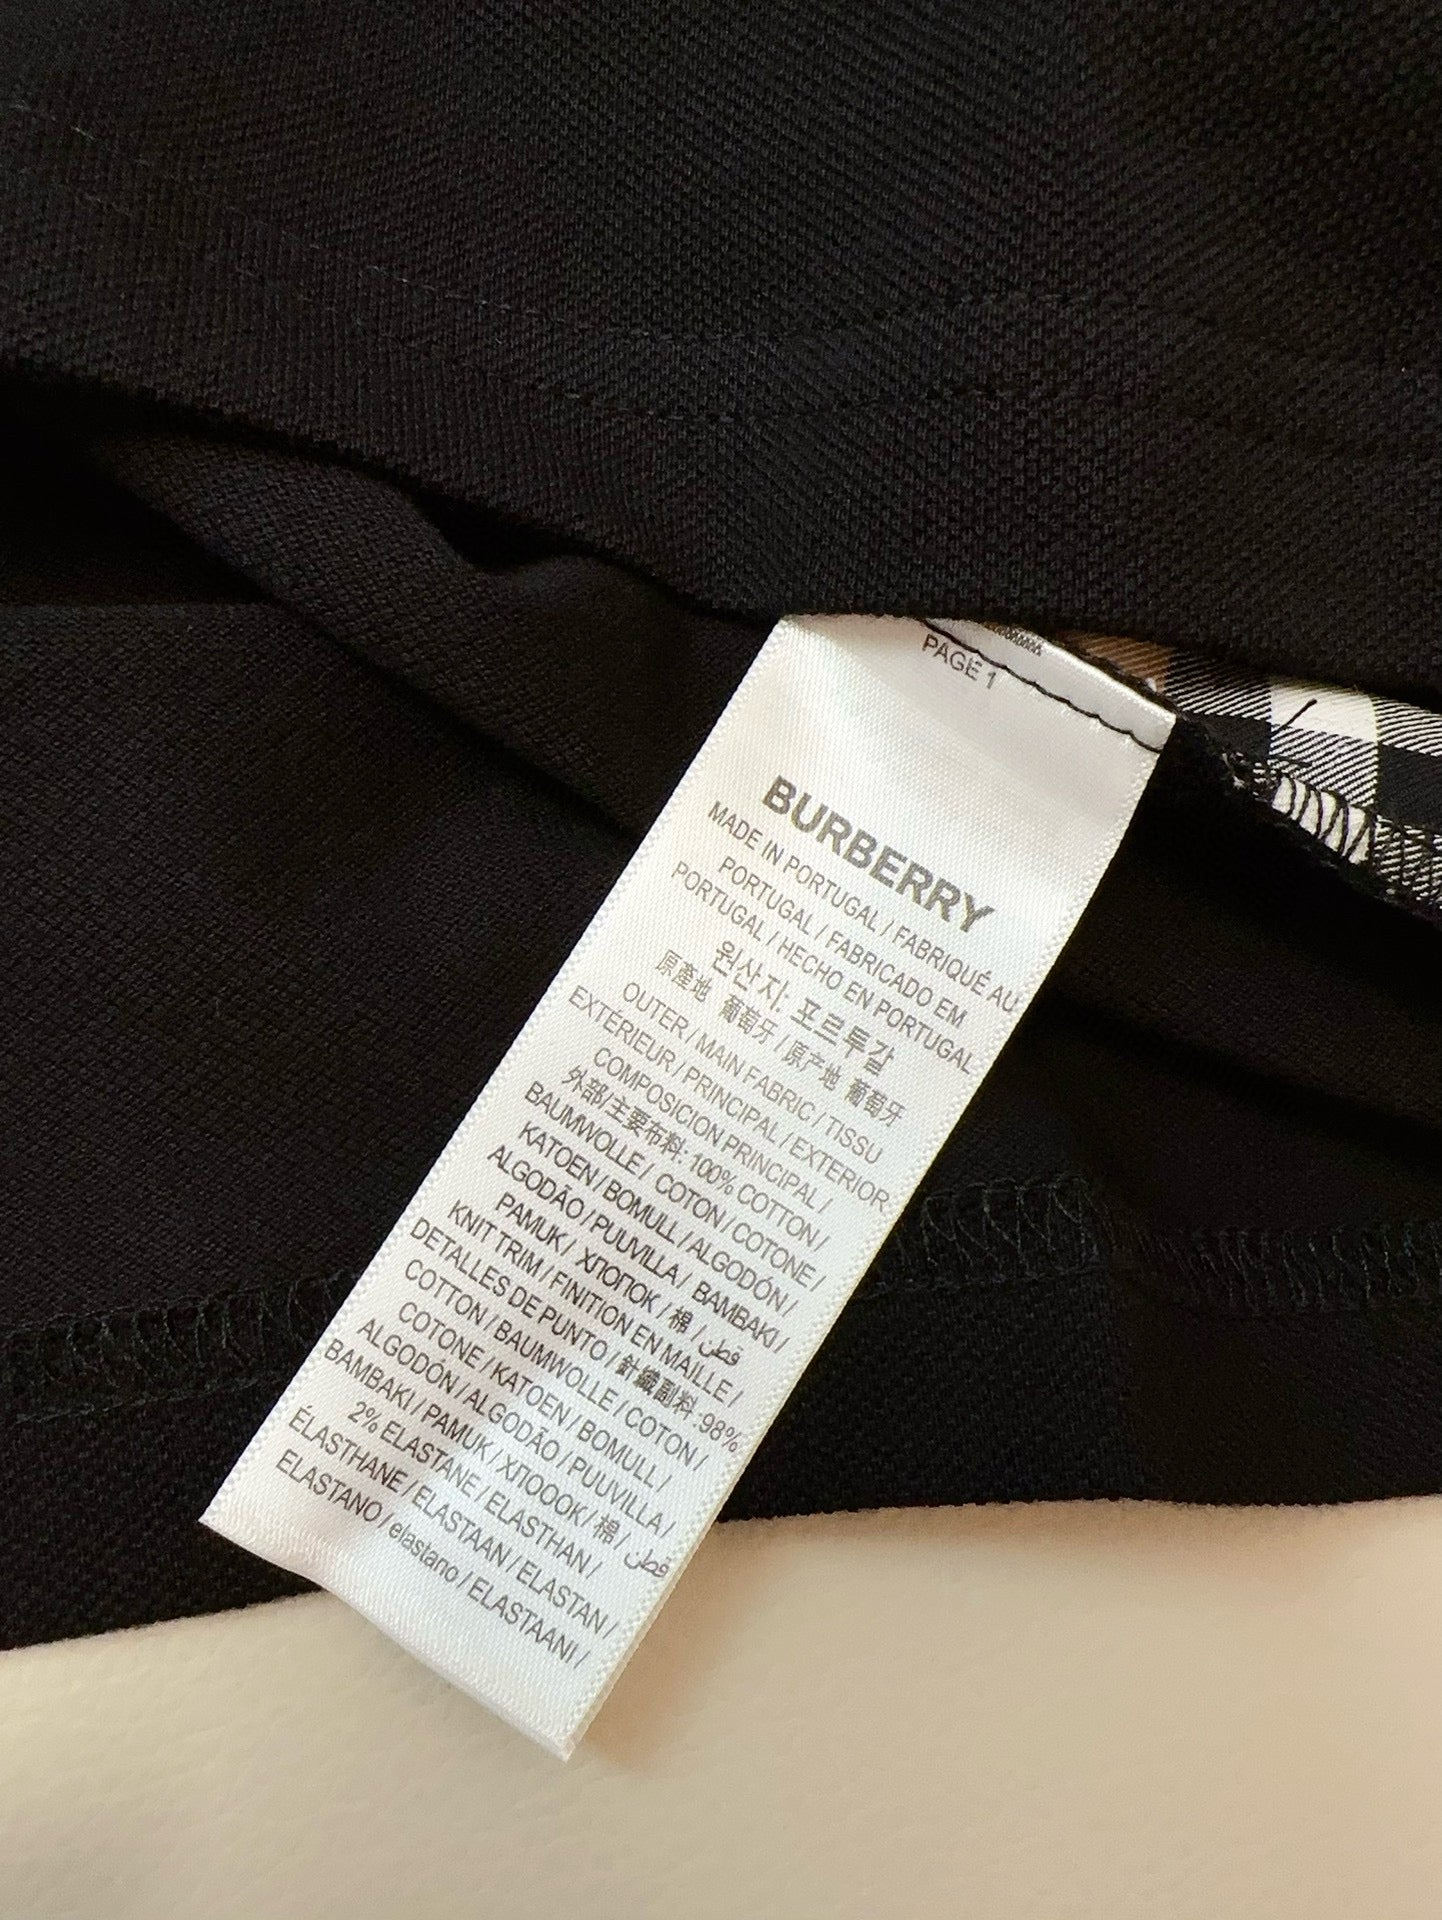 PAGE 1
BURBERRY
MADE IN PORTUGAL / FABRIQUÉ AU
PORTUGAL / FABRICADO EM
PORTUGAL / HECHO EN PORTUGAL
원산지: 포르투갈
原產地 葡萄牙 / 原产地 葡萄牙
OUTER / MAIN FABRIC / TISSU
EXTÉRIEUR / PRINCIPAL / EXTERIOR
COMPOSICION PRINCIPAL /
外部/主要布料: 100% COTTON /
BAUMWOLLE / COTON / COTONE /
KATOEN / BOMULL / ALGODÓN /
ALGODÃO / PUUVILLA / BAMBAKI /
PAMUK / ХЛОПОК / 棉 / قطن
KNIT TRIM / FINITION EN MAILLE /
DETALLES DE PUNTO / 針織副料:98%
COTTON / BAUMWOLLE / COTON /
COTONE / KATOEN / BOMULL /
ALGODÓN / ALGODÃO / PUUVILLA /
BAMBAKI / PAMUK / ХЛОООК / 棉 / قطن
2% ELASTANE / ELASTHAN /
ÉLASTHANE / ELASTAAN / ELASTAN /
ELASTANO / elastano / ELASTAANI /